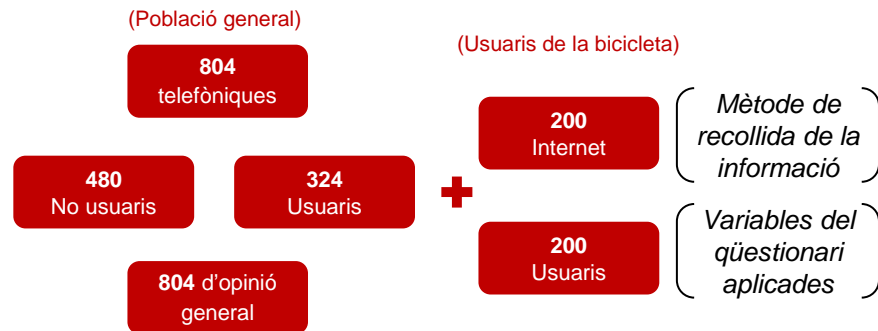 (Població general)
804
telefòniques
480
No usuaris
324
Usuaris
804 d'opinió
general
(Usuaris de la bicicleta)
200
Internet
Mètode de
recollida de la
informació
200
Usuaris
Variables del
qüestionari
aplicades